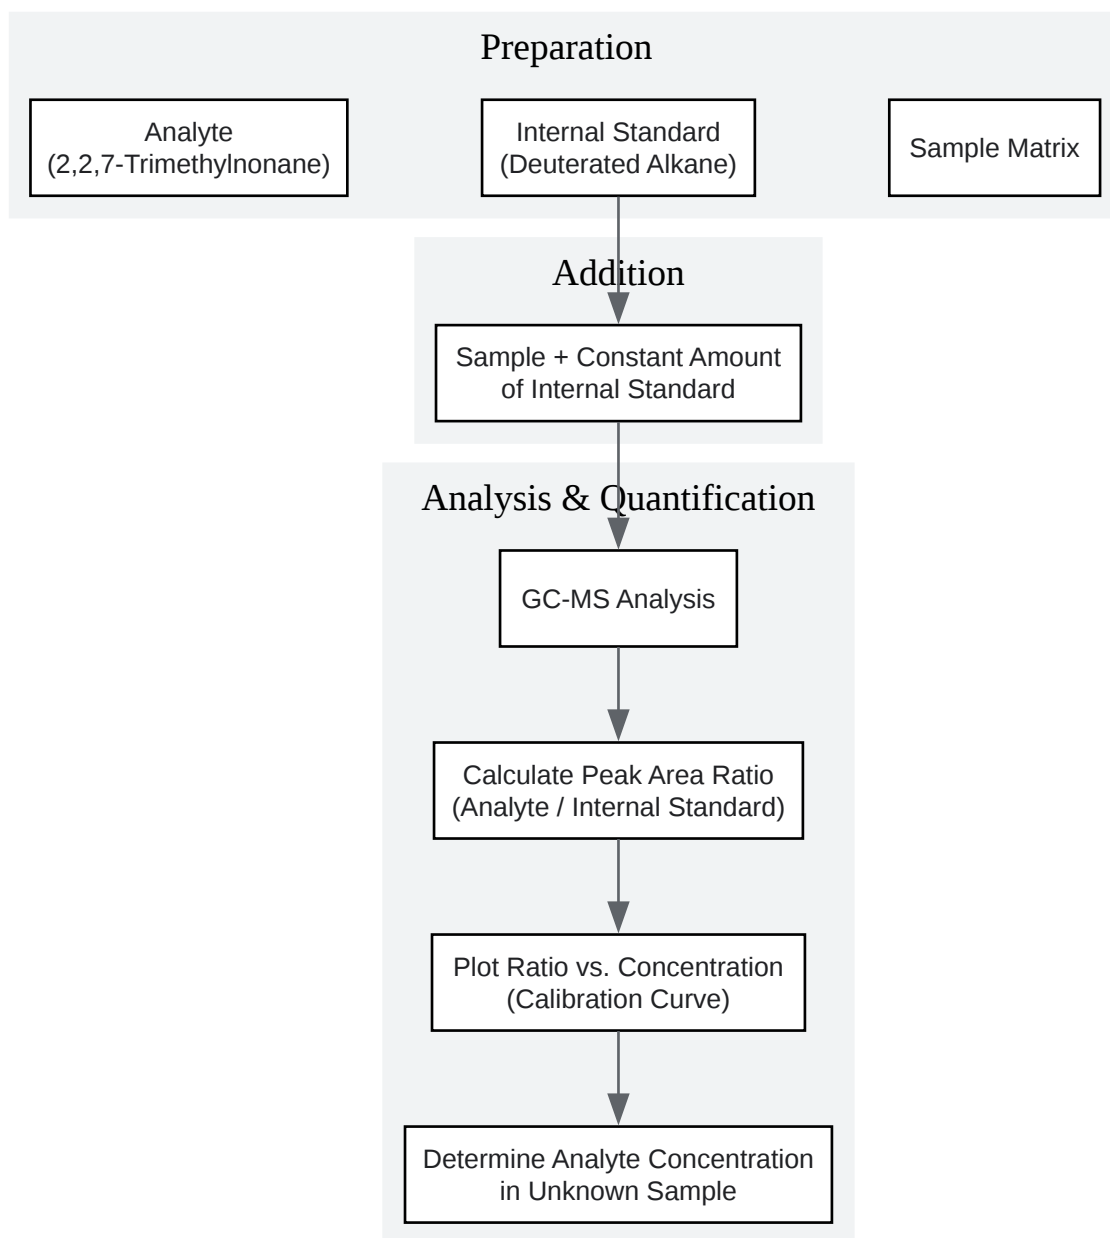 Preparation
Analyte
(2,2,7-Trimethylnonane)
Internal Standard
(Deuterated Alkane)
Sample Matrix
Addition
Sample + Constant Amount
of Internal Standard
Analysis & Quantification
GC-MS Analysis
Calculate Peak Area Ratio
(Analyte / Internal Standard)
Plot Ratio vs. Concentration
(Calibration Curve)
Determine Analyte Concentration
in Unknown Sample